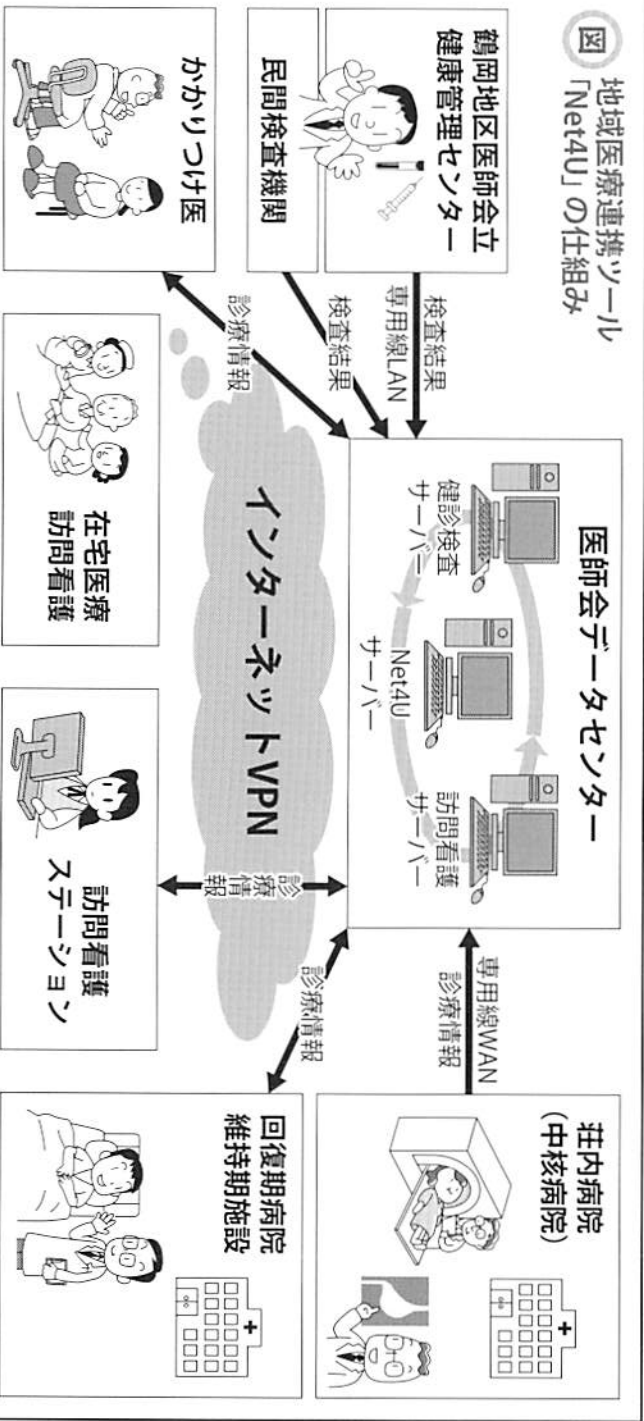 図
地域医療連携ツール
「Net4U」の仕組み
鶴岡地区医師会立
健康管理センター
民間検査機関
かかりつけ医
検査結果
専用線LAN
検査結果
診療情報
医師会データセンター
健診検査
サーバー
Net4U
サーバー
訪問看護
サーバー
インターネットVPN
診療情報
専用線WAN
診療情報
診療情報
在宅医療
訪問看護
訪問看護
ステーション
荘内病院
(中核病院)
回復期病院
維持期施設